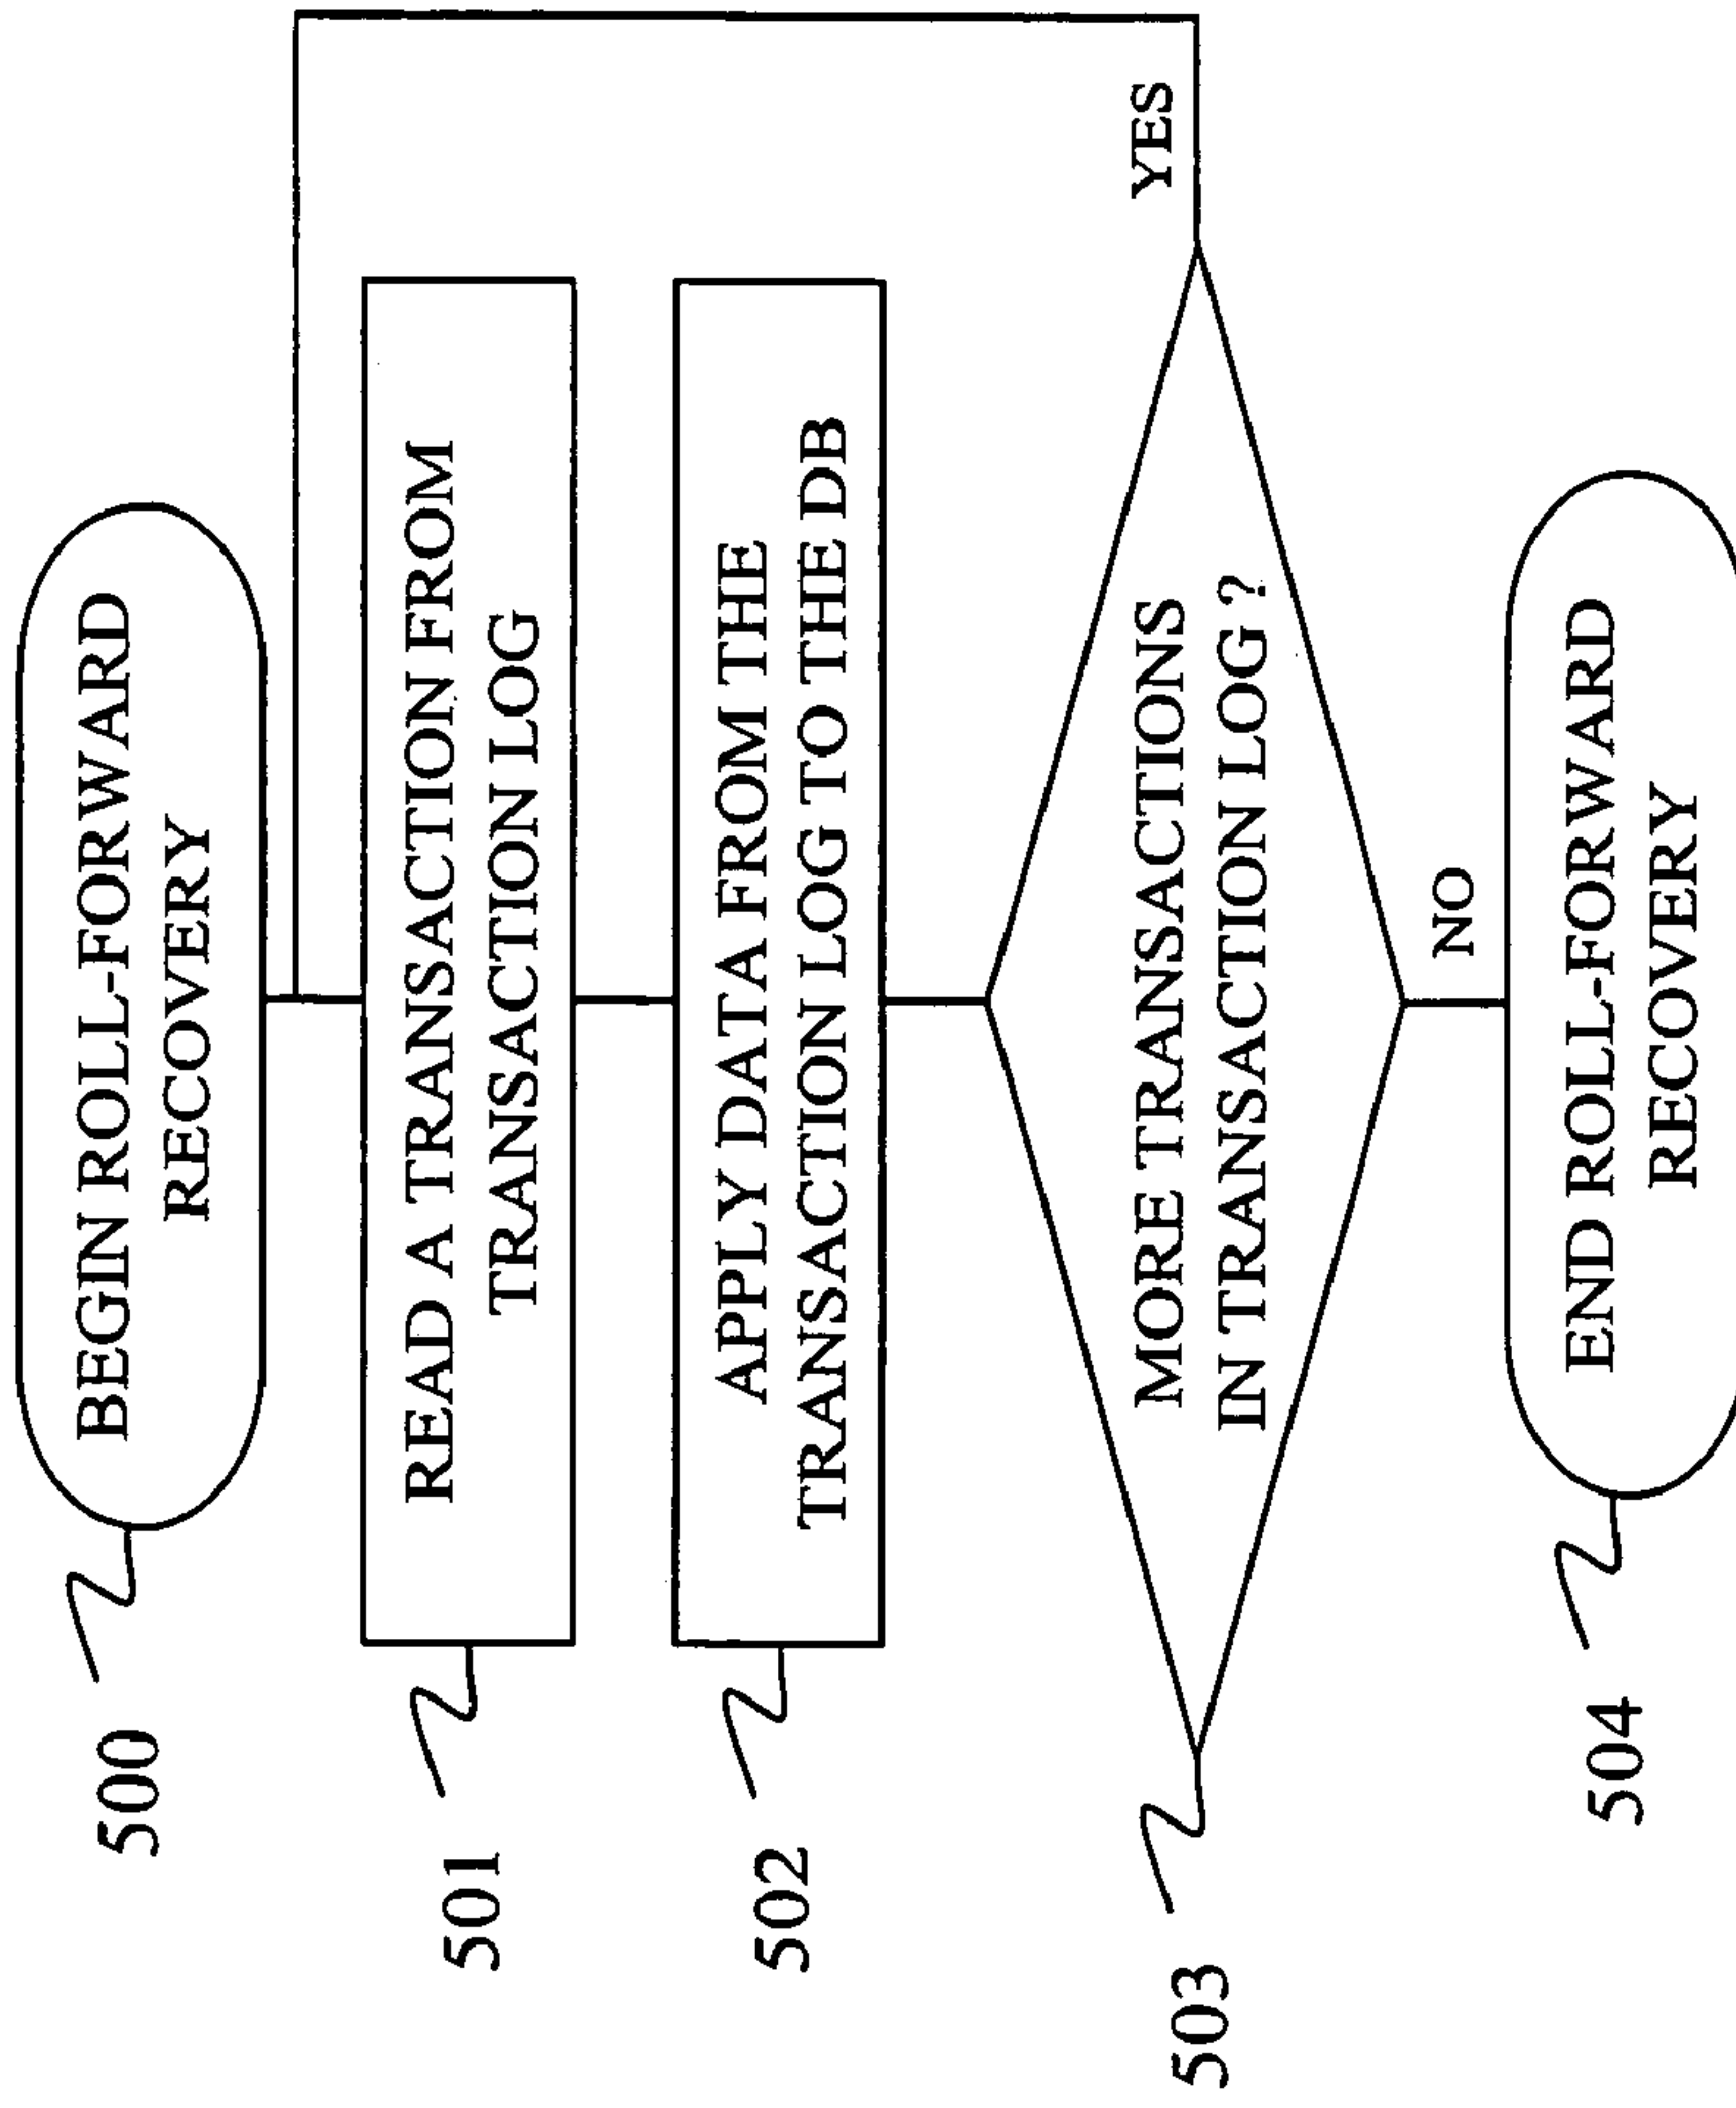 500
BEGIN ROLL-FORWARD
RECOVERY
501
READ A TRANSACTION FROM
TRANSACTION LOG
502
APPLY DATA FROM THE
TRANSACTION LOG TO THE DB
503
MORE TRANSACTIONS
IN TRANSACTION LOG ?
YES
NO
504
END ROLL-FORWARD
RECOVERY